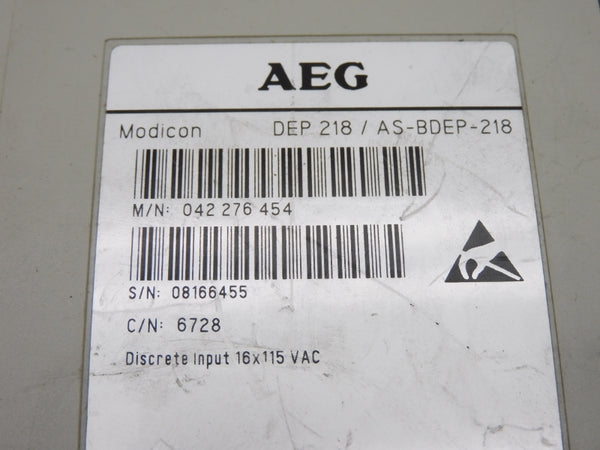 AEG
Modicon DEP 218 / AS-BDEP-218
M/N: 042 276 454
S/N: 08166455
C/N: 6728
Discrete Input 16x115 VAC